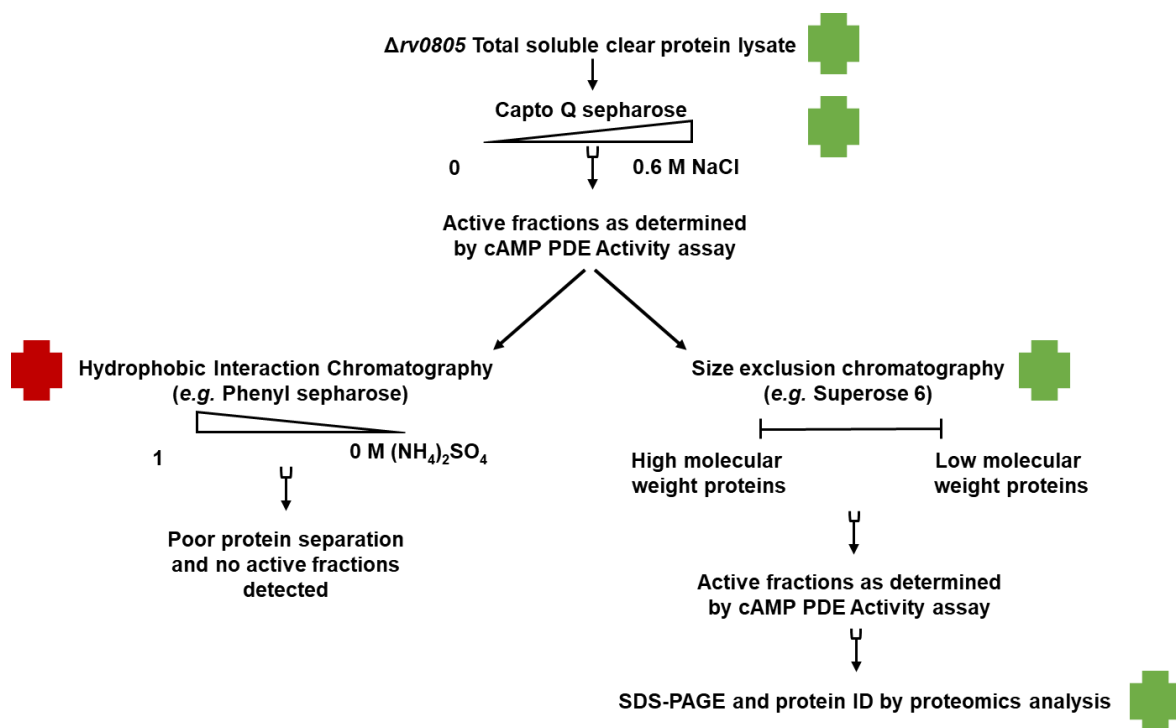 Δrv0805 Total soluble clear protein lysate
Capto Q sepharose
0
0.6 M NaCl
Active fractions as determined
by cAMP PDE Activity assay
Hydrophobic Interaction Chromatography
(e.g. Phenyl sepharose)
1
0 M (NH₄)₂SO₄
Poor protein separation
and no active fractions
detected
Size exclusion chromatography
(e.g. Superose 6)
High molecular
weight proteins
Low molecular
weight proteins
Active fractions as determined
by cAMP PDE Activity assay
SDS-PAGE and protein ID by proteomics analysis